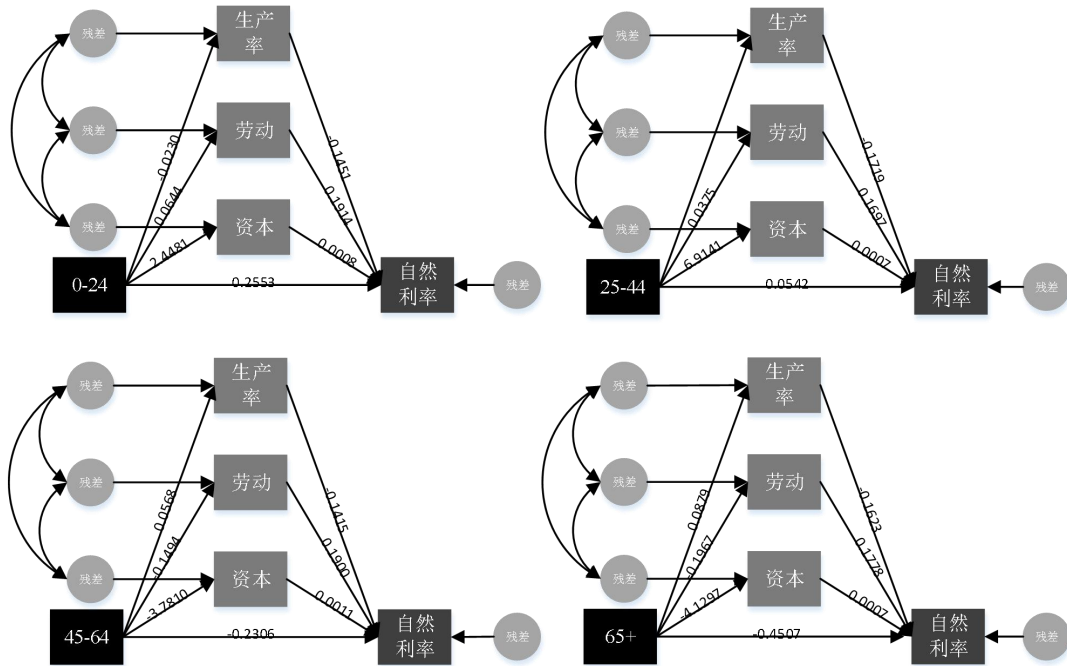 残差
生产
率
残差
劳动
残差
资本
-0.0230
0.0644
2.4481
-0.1451
0.1914
0.0008
0.2553
0-24
自然
利率
残差
残差
生产
率
残差
劳动
残差
资本
0.0375
6.9141
-0.1719
0.1697
0.0007
0.0542
25-44
自然
利率
残差
残差
生产
率
残差
劳动
残差
资本
0.0568
-0.1494
-3.7810
-0.1415
0.1900
0.0011
-0.2306
45-64
自然
利率
残差
残差
生产
率
残差
劳动
残差
资本
0.0879
-0.1967
-4.1297
-0.1623
0.1778
0.0007
-0.4507
65+
自然
利率
残差